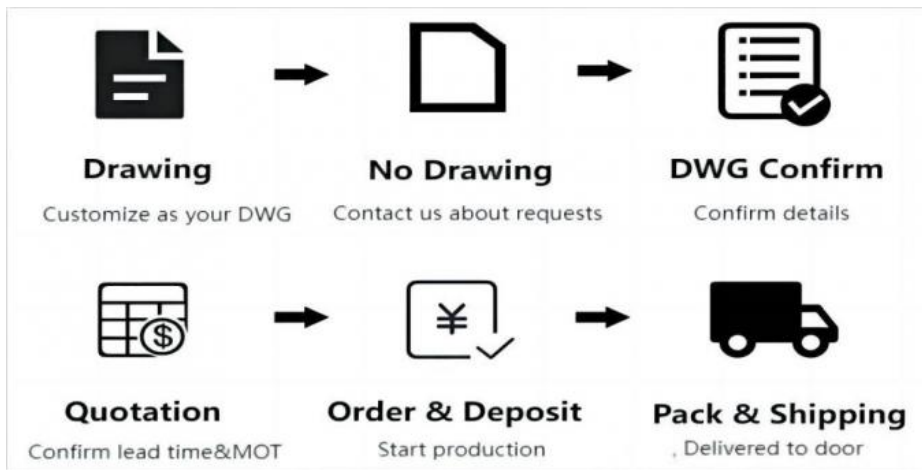 Drawing
No Drawing
DWG Confirm
Customize as your DWG
Contact us about requests
Confirm details
$
¥
Quotation
Order & Deposit
Pack & Shipping
Confirm lead time&MOT
Start production
, Delivered to door